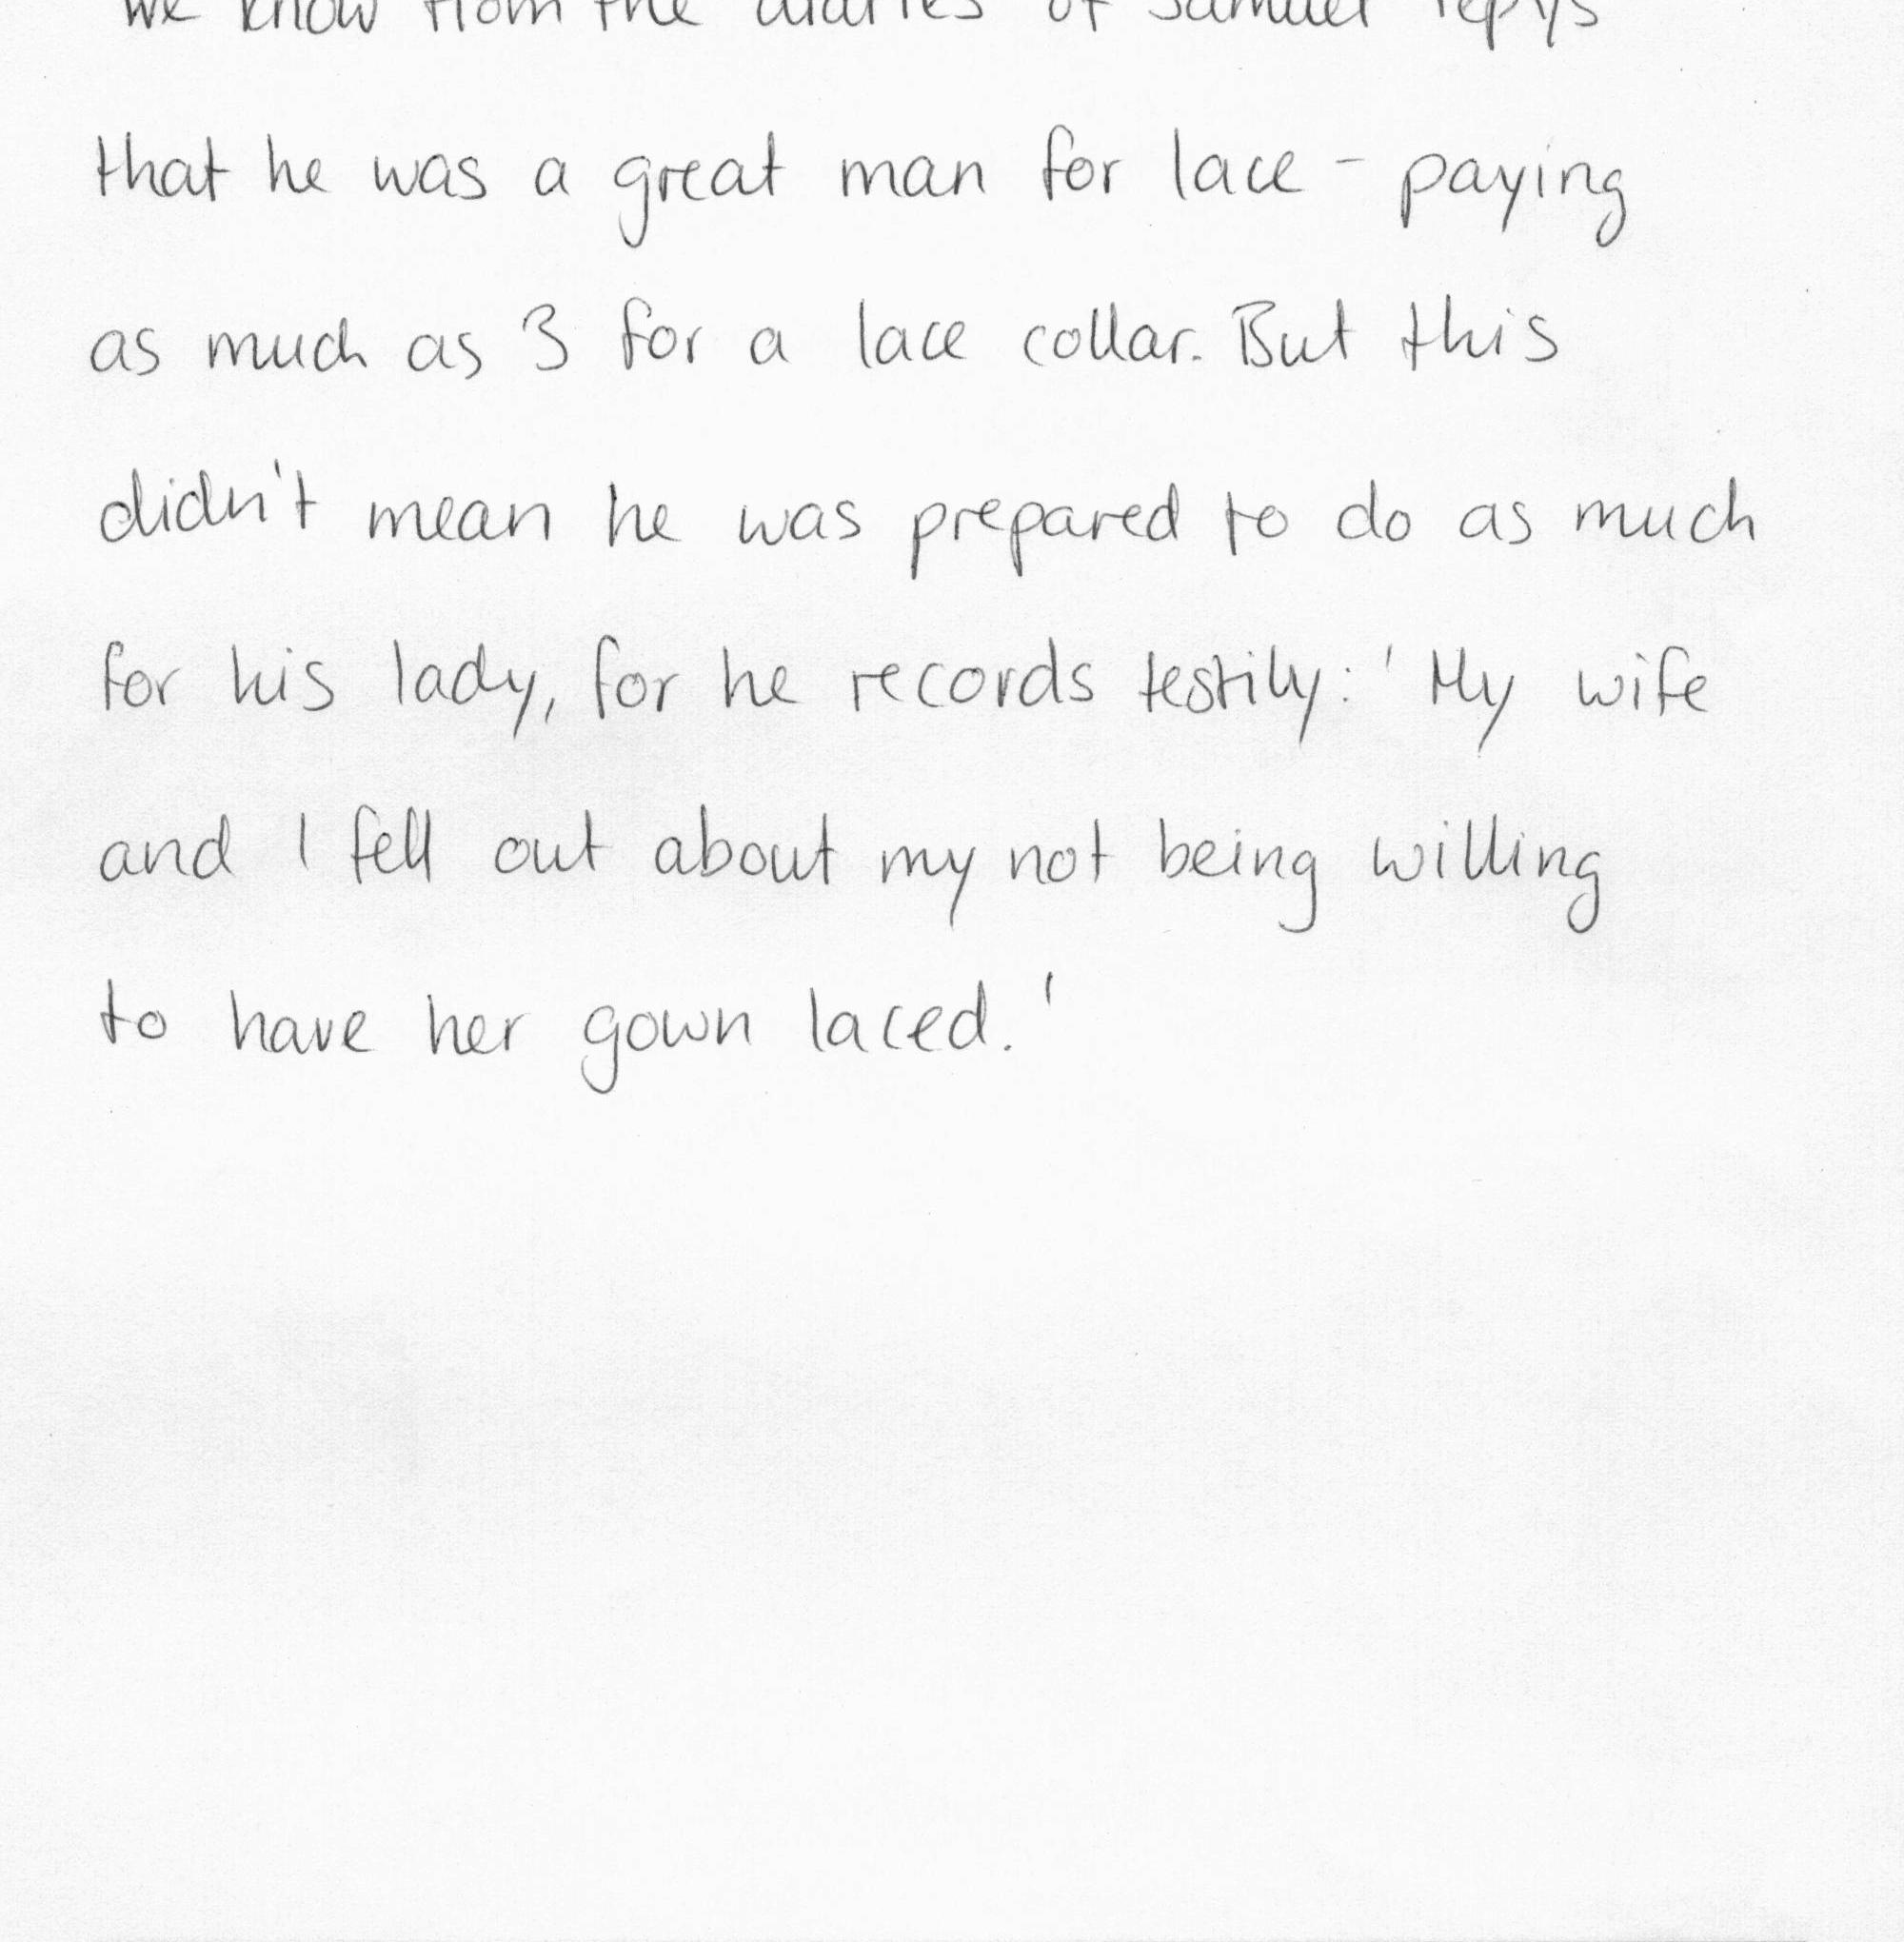 We know from the diaries of Samuel Pepys
that he was a great man for lace - paying
as much as 3 for a lace collar. But this
didn't mean he was prepared to do as much
for his lady, for he records testily: 'My wife
and I fell out about my not being willing
to have her gown laced.'